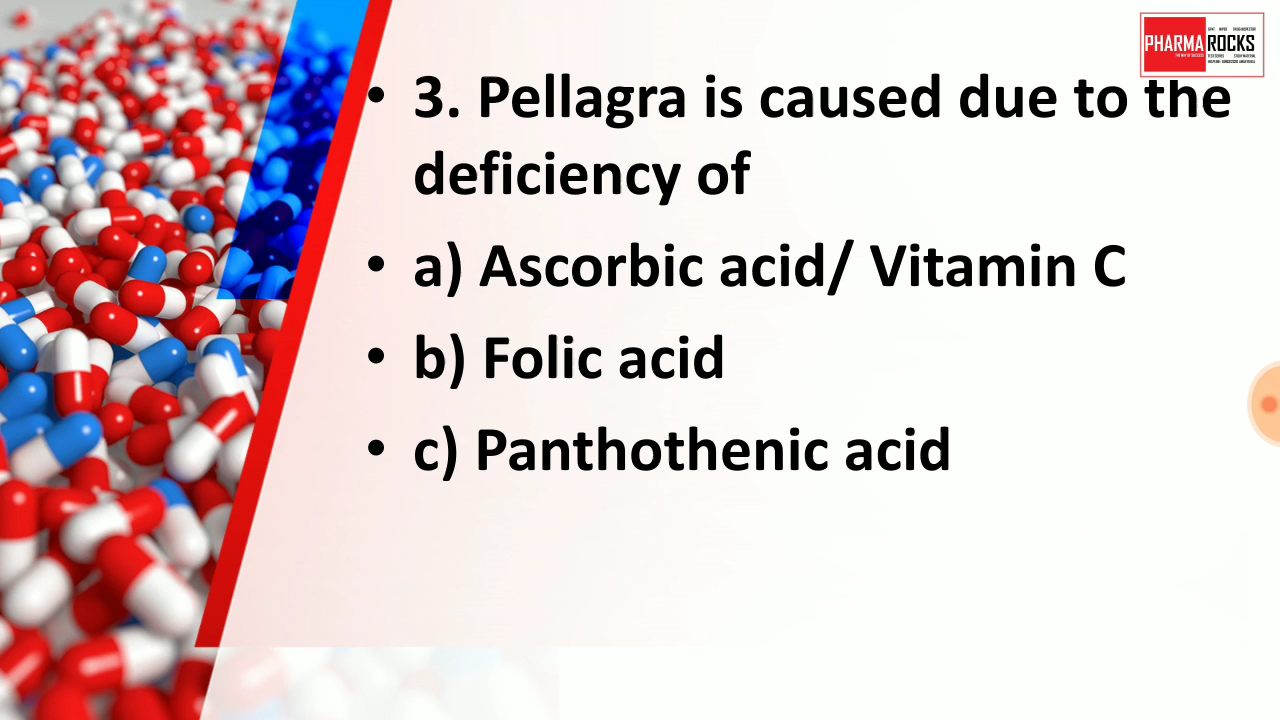 PHARMA ROCKS
• 3. Pellagra is caused due to the
deficiency of
• a) Ascorbic acid/ Vitamin C
• b) Folic acid
• c) Panthothenic acid